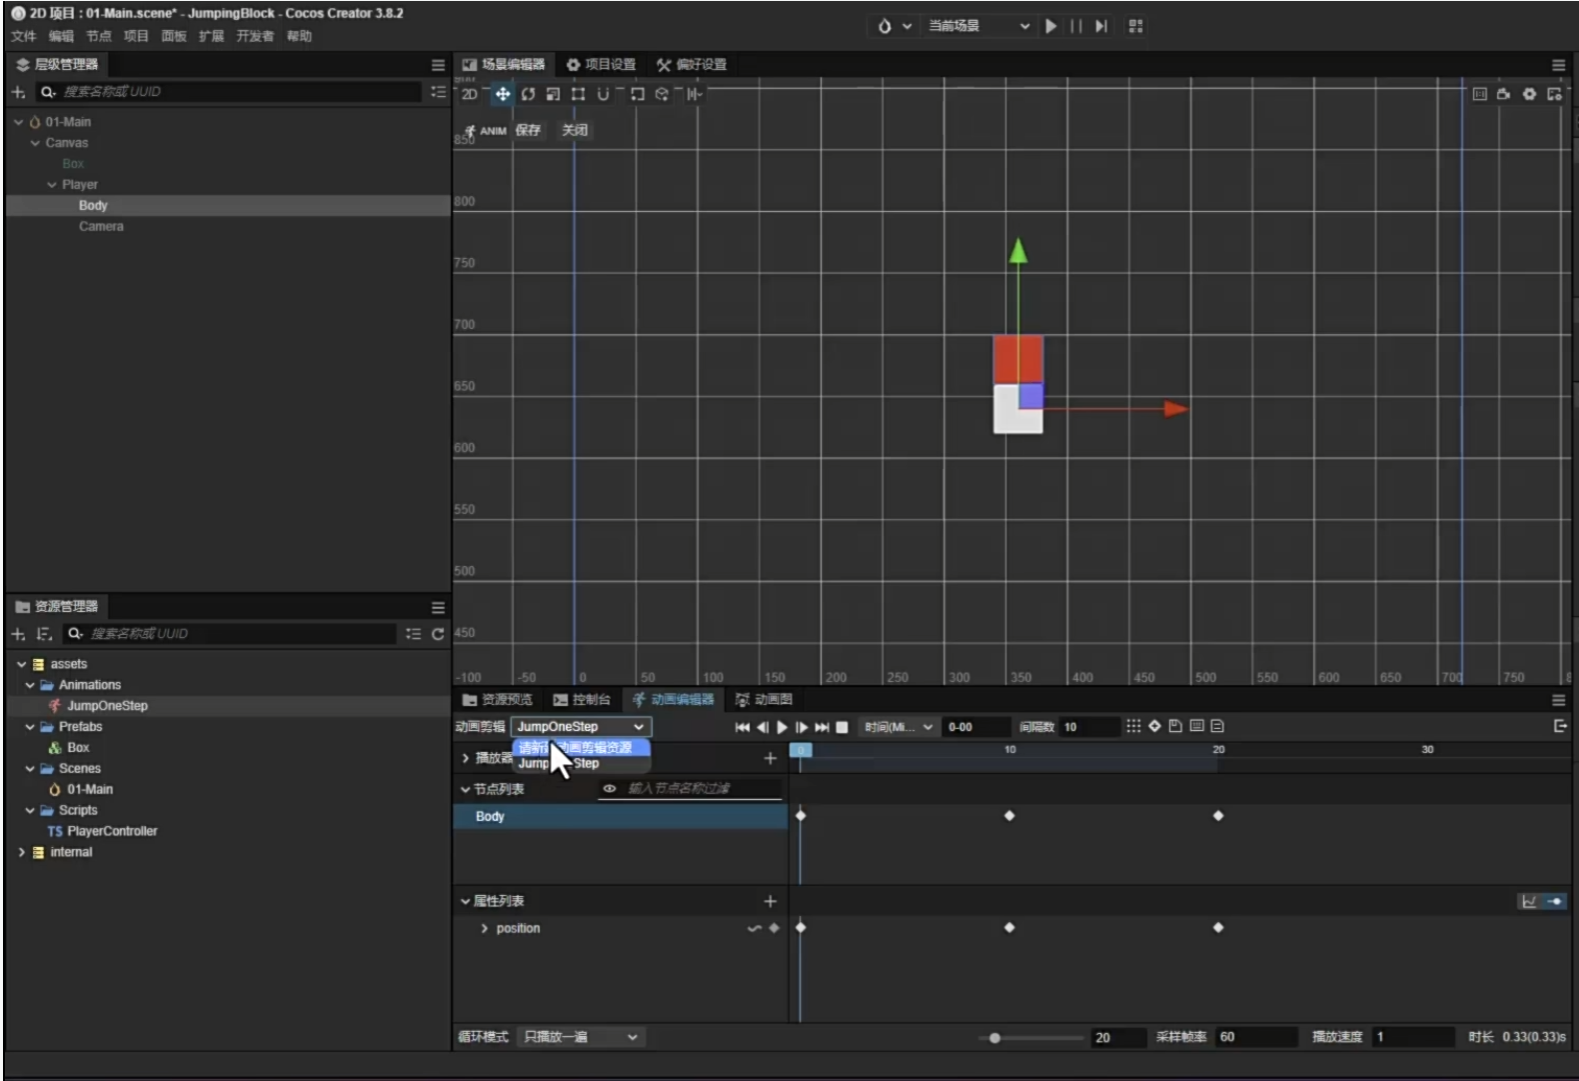 2D 项目 : 01-Main.scene* - JumpingBlock - Cocos Creator 3.8.2
文件 编辑 节点 项目 面板 扩展 开发者 帮助
当前场景
层级管理器
搜索名称或 UUID
01-Main
Canvas
Box
Player
Body
Camera
场景编辑器 项目设置 偏好设置
2D
ANIM 保存 关闭
850
800
750
700
650
600
550
500
450
-100 -50 0 50 100 150 200 250 300 350 400 450 500 550 600 650 700 750
资源管理器
搜索名称或 UUID
assets
Animations
JumpOneStep
Prefabs
Box
Scenes
01-Main
Scripts
TS PlayerController
internal
资源预览 控制台 动画编辑器 动画图
动画剪辑 JumpOneStep 时间(Mi... 0-00 间隔数 10
动画剪辑资源
Step
播放器
0 10 20 30
节点列表 输入节点名称过滤
Body
属性列表
position
循环模式 只播放一遍 20 采样帧率 60 播放速度 1 时长 0.33(0.33)s